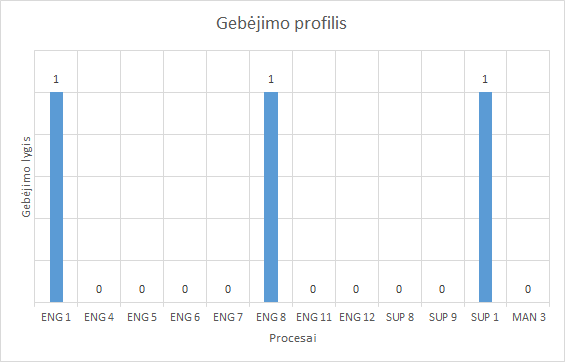 Gebėjimo profilis
Gebėjimo lygis
1 0 0 0 0 1 0 0 0 0 1 0
ENG 1 ENG 4 ENG 5 ENG 6 ENG 7 ENG 8 ENG 11 ENG 12 SUP 8 SUP 9 SUP 1 MAN 3
Procesai